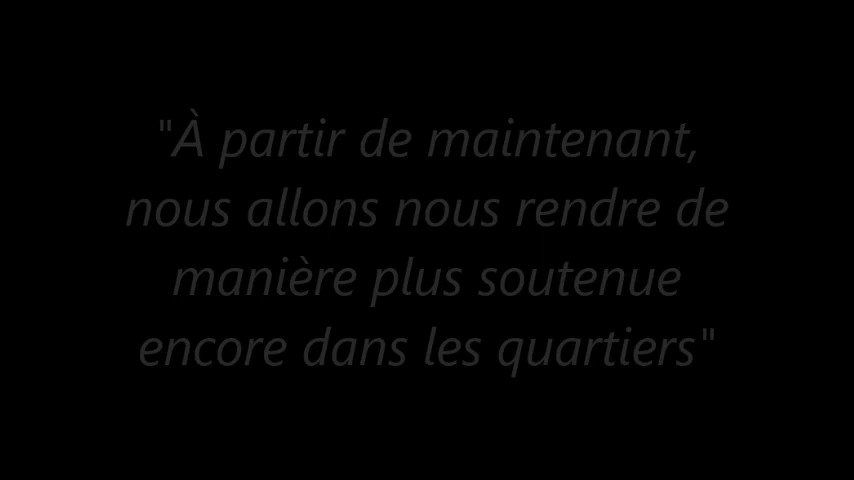 "À partir de maintenant,
nous allons nous rendre de
manière plus soutenue
encore dans les quartiers"